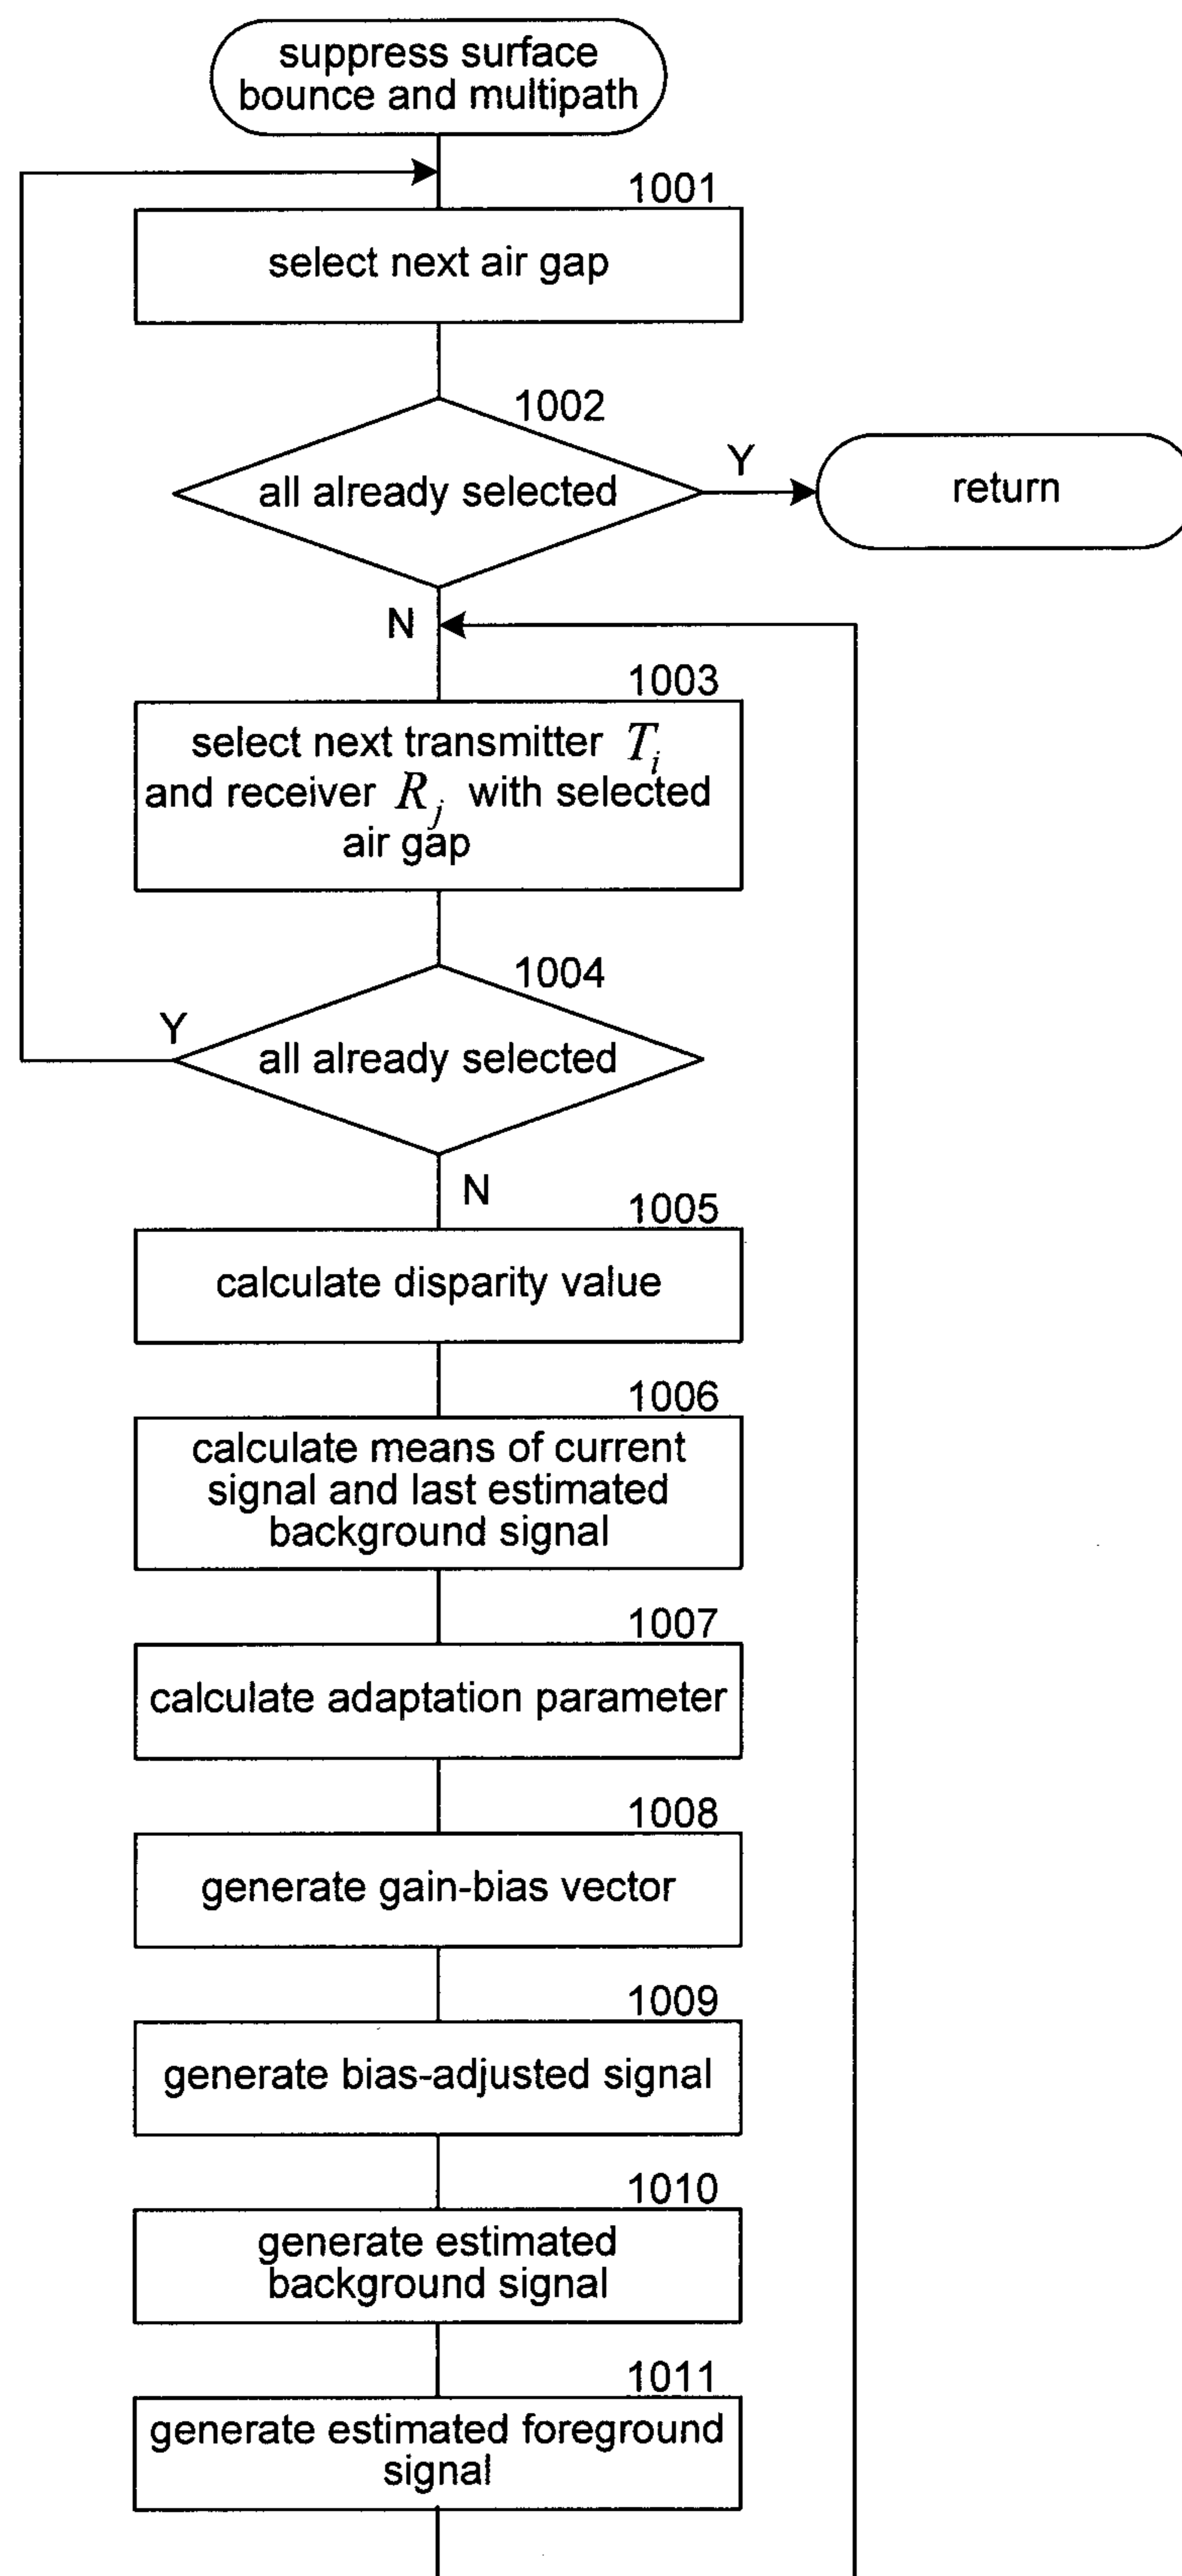 suppress surface
bounce and multipath
1001
select next air gap
1002
all already selected
Y
return
N
1003
select next transmitter T_i
and receiver R_j with selected
air gap
1004
Y
all already selected
N
1005
calculate disparity value
1006
calculate means of current
signal and last estimated
background signal
1007
calculate adaptation parameter
1008
generate gain-bias vector
1009
generate bias-adjusted signal
1010
generate estimated
background signal
1011
generate estimated foreground
signal